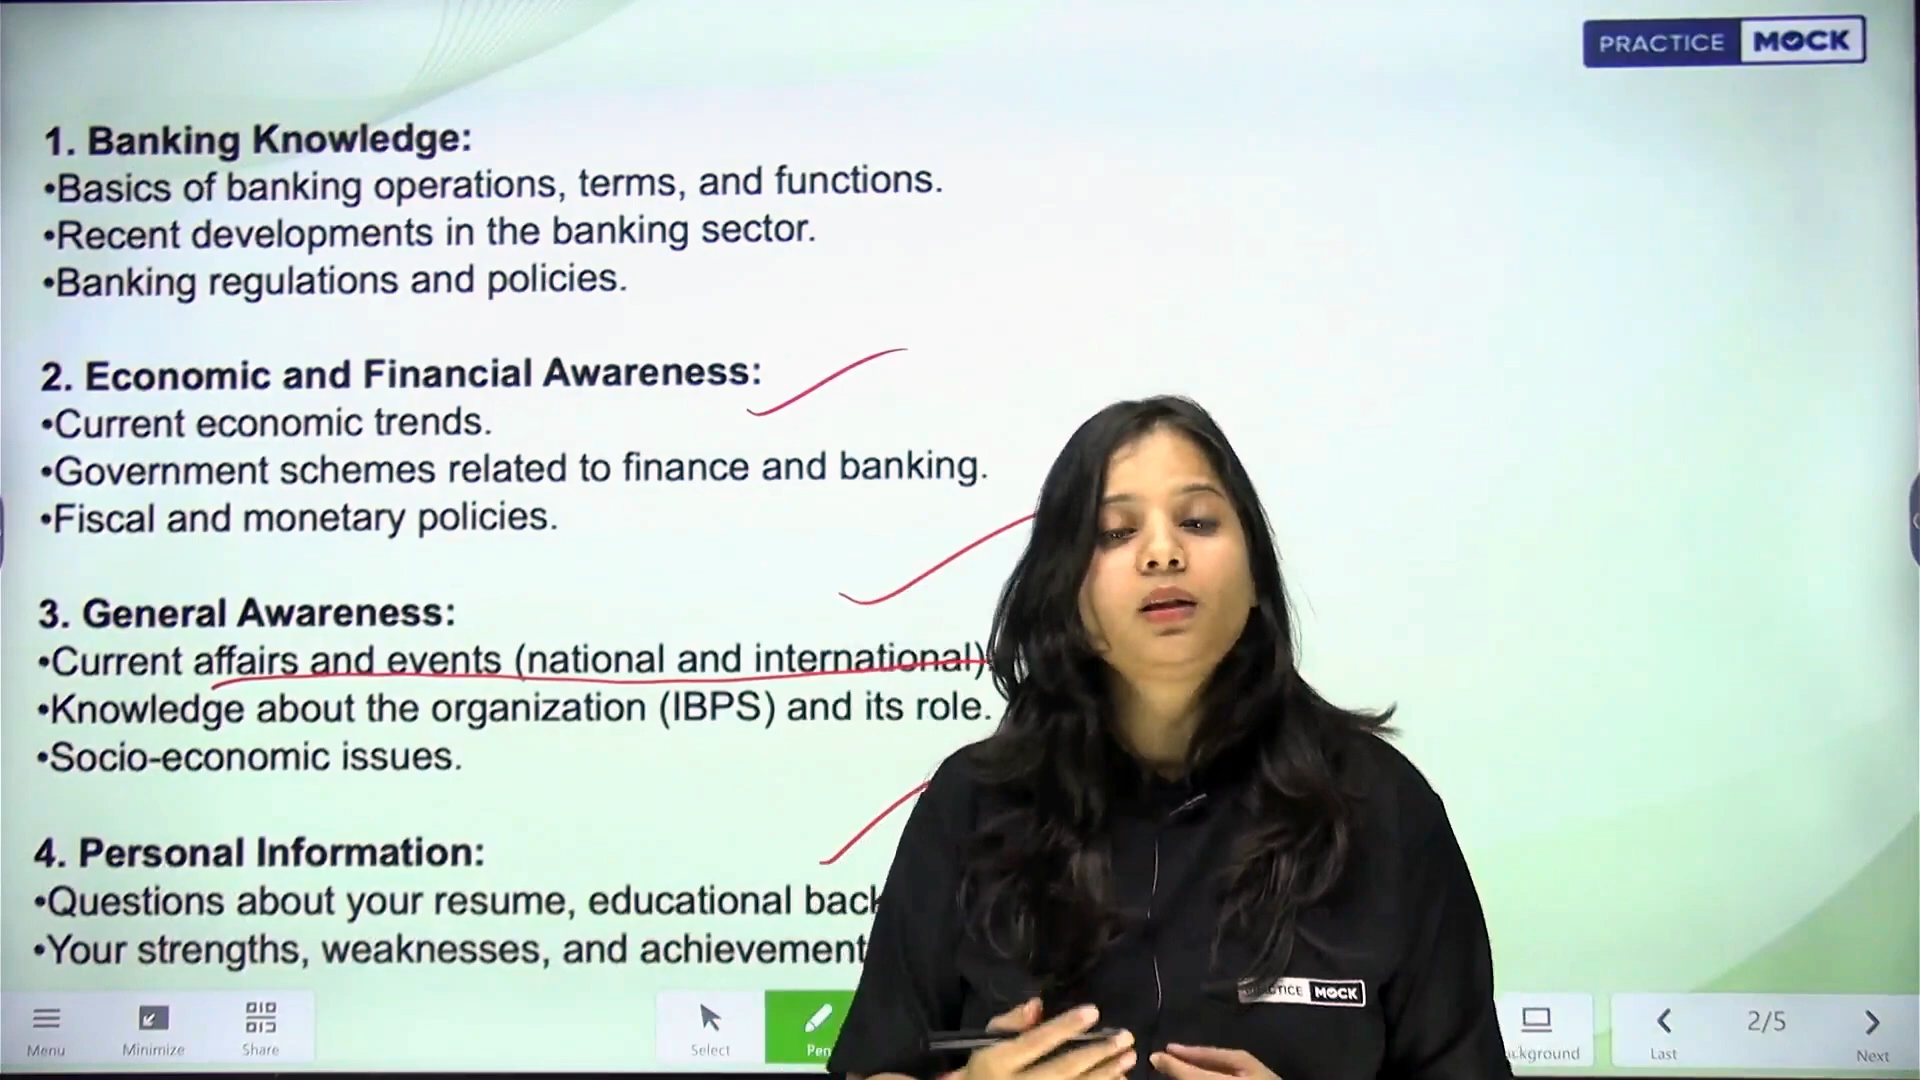 PRACTICE MOCK
1. Banking Knowledge:
•Basics of banking operations, terms, and functions.
•Recent developments in the banking sector.
•Banking regulations and policies.
2. Economic and Financial Awareness:
•Current economic trends.
•Government schemes related to finance and banking.
•Fiscal and monetary policies.
3. General Awareness:
•Current affairs and events (national and international)
•Knowledge about the organization (IBPS) and its role.
•Socio-economic issues.
4. Personal Information:
•Questions about your resume, educational
•Your strengths, weaknesses, and achievement
MOCK
Menu Minimize Share Select Pen Last 2/5 Next